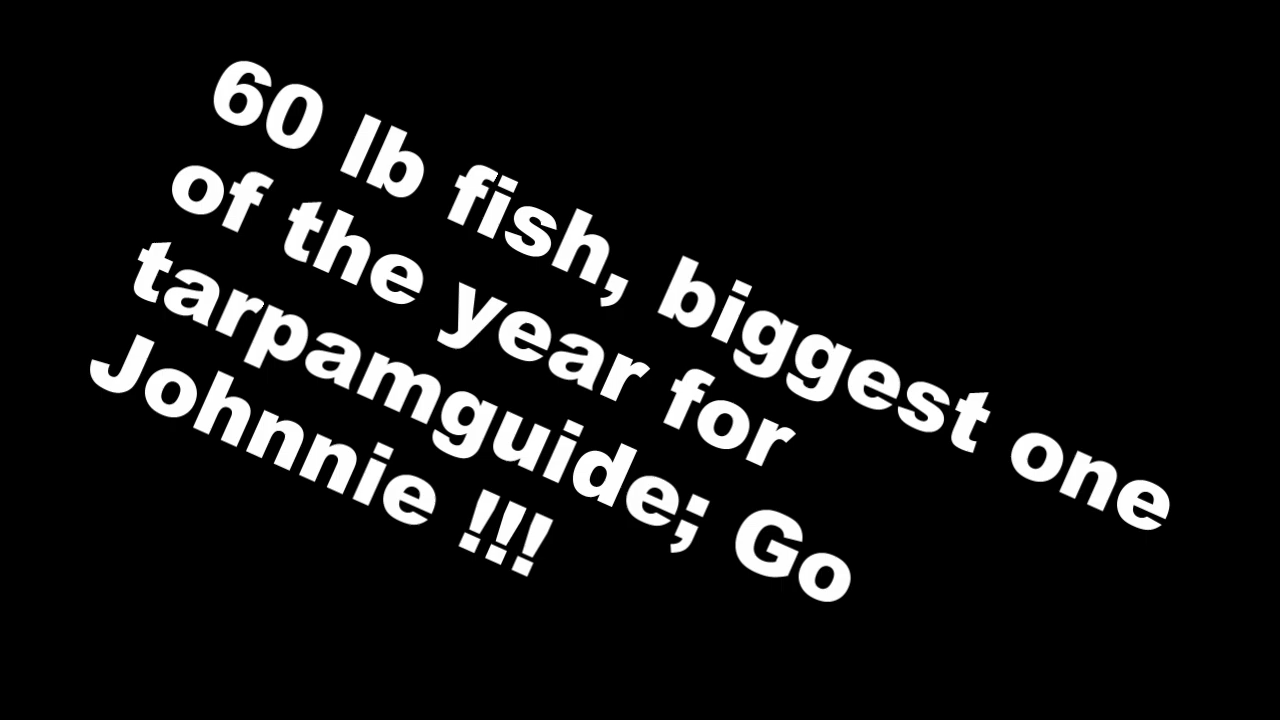 60 lb fish, biggest one
of the year for
tarpamguide; Go
Johnnie !!!